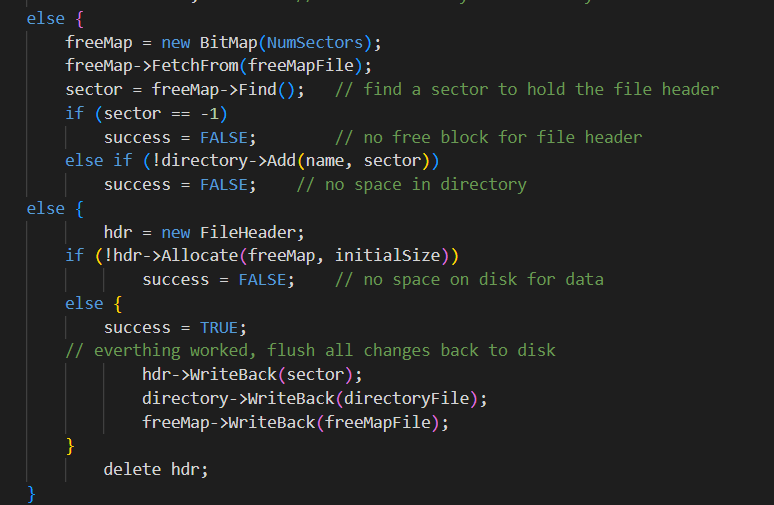 else {
freeMap = new BitMap(NumSectors);
freeMap->FetchFrom(freeMapFile);
sector = freeMap->Find();   // find a sector to hold the file header
if (sector == -1)
success = FALSE;        // no free block for file header
else if (!directory->Add(name, sector))
success = FALSE;    // no space in directory
else {
hdr = new FileHeader;
if (!hdr->Allocate(freeMap, initialSize))
success = FALSE;    // no space on disk for data
else {
success = TRUE;
// everthing worked, flush all changes back to disk
hdr->WriteBack(sector);
directory->WriteBack(directoryFile);
freeMap->WriteBack(freeMapFile);
}
delete hdr;
}